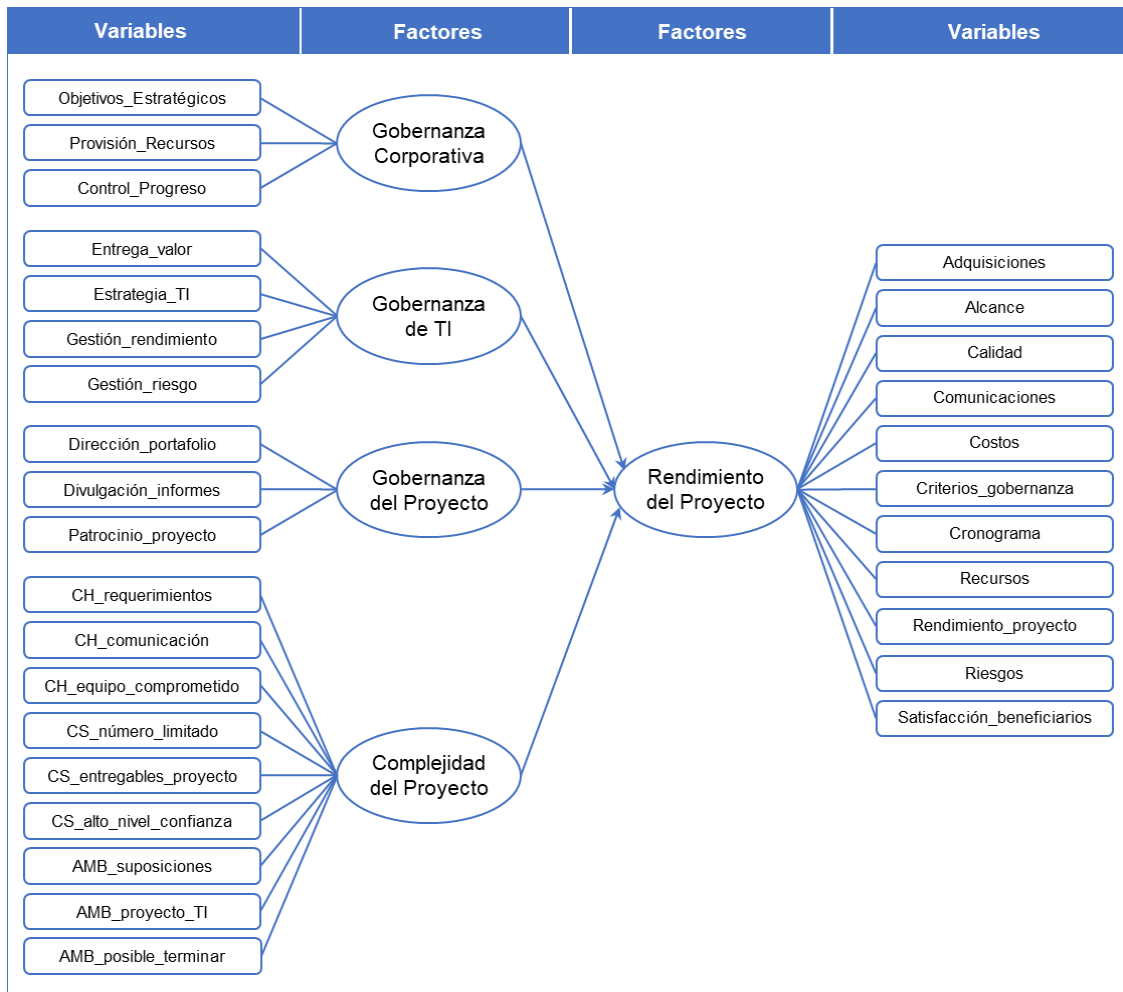 Variables
Factores
Factores
Variables
Objetivos_Estratégicos
Provisión_Recursos
Control_Progreso
Gobernanza
Corporativa
Entrega_valor
Estrategia_TI
Gestión_rendimiento
Gestión_riesgo
Gobernanza
de TI
Dirección_portafolio
Divulgación_informes
Patrocinio_proyecto
Gobernanza
del Proyecto
CH_requerimientos
CH_comunicación
CH_equipo_comprometido
CS_número_limitado
CS_entregables_proyecto
CS_alto_nivel_confianza
AMB_suposiciones
AMB_proyecto_TI
AMB_posible_terminar
Complejidad
del Proyecto
Rendimiento
del Proyecto
Adquisiciones
Alcance
Calidad
Comunicaciones
Costos
Criterios_gobernanza
Cronograma
Recursos
Rendimiento_proyecto
Riesgos
Satisfacción_beneficiarios